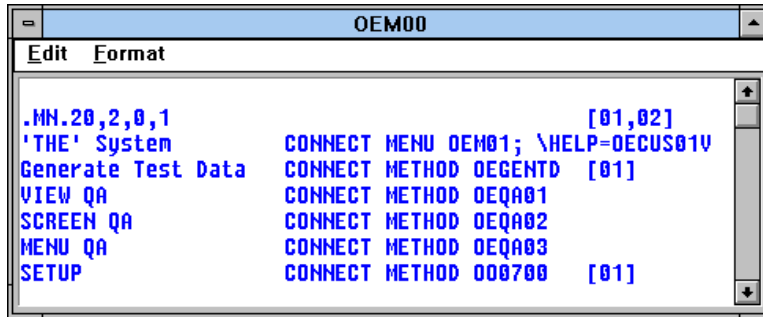 OEM00
Edit Format
.MN.20,2,0,1 [01,02]
'THE' System CONNECT MENU OEM01; \HELP=OECUS01V
Generate Test Data CONNECT METHOD OEGENTD [01]
VIEW QA CONNECT METHOD OEQA01
SCREEN QA CONNECT METHOD OEQA02
MENU QA CONNECT METHOD OEQA03
SETUP CONNECT METHOD OO0700 [01]